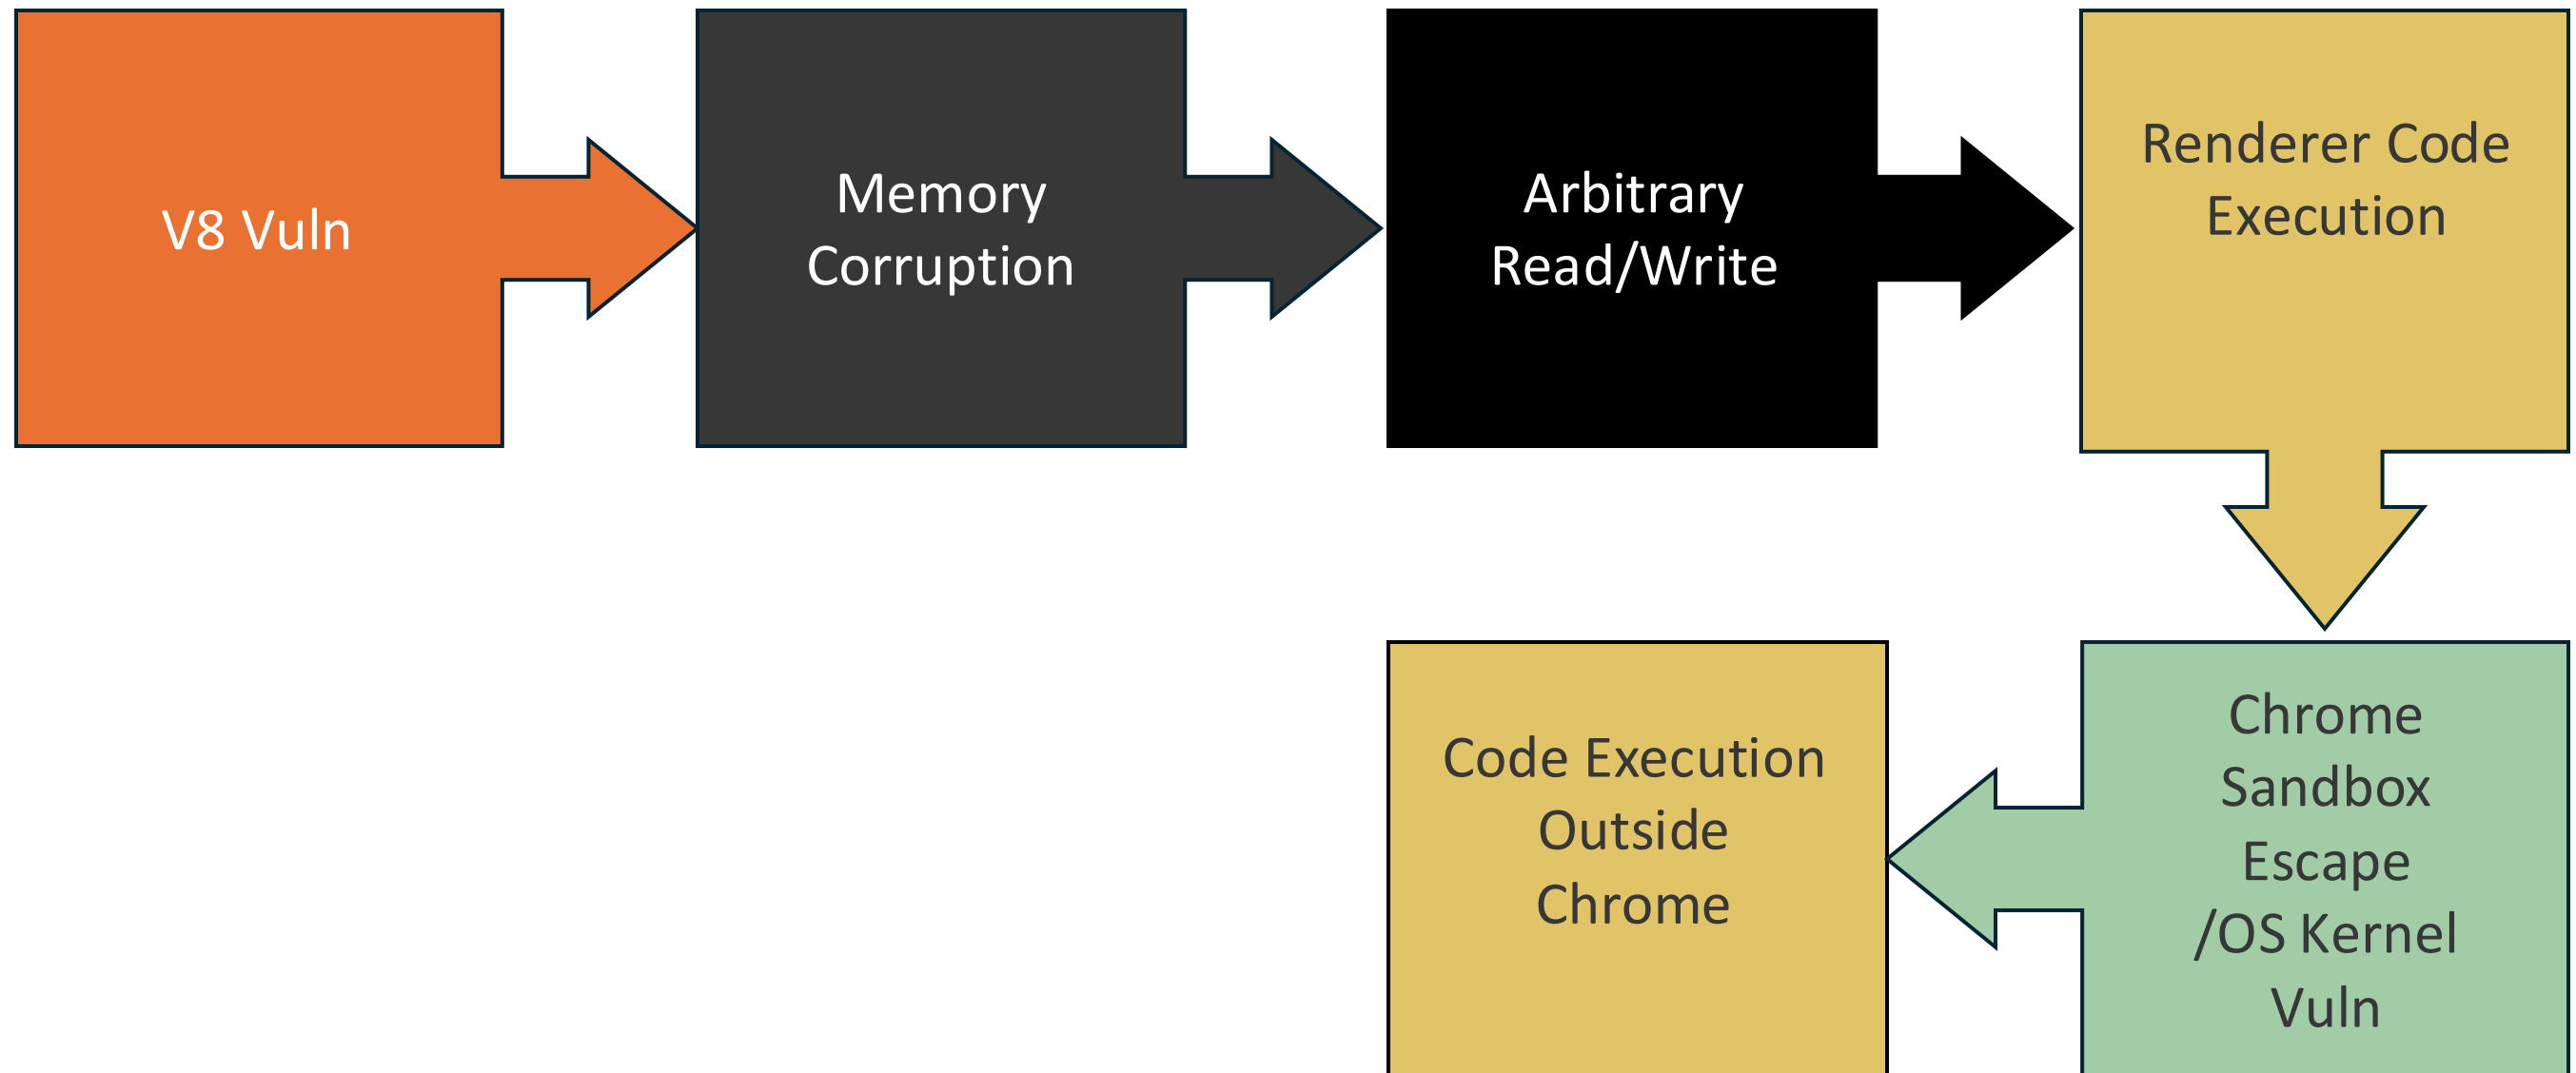 V8 Vuln
Memory
Corruption
Arbitrary
Read/Write
Renderer Code
Execution
Chrome
Sandbox
Escape
/OS Kernel
Vuln
Code Execution
Outside
Chrome